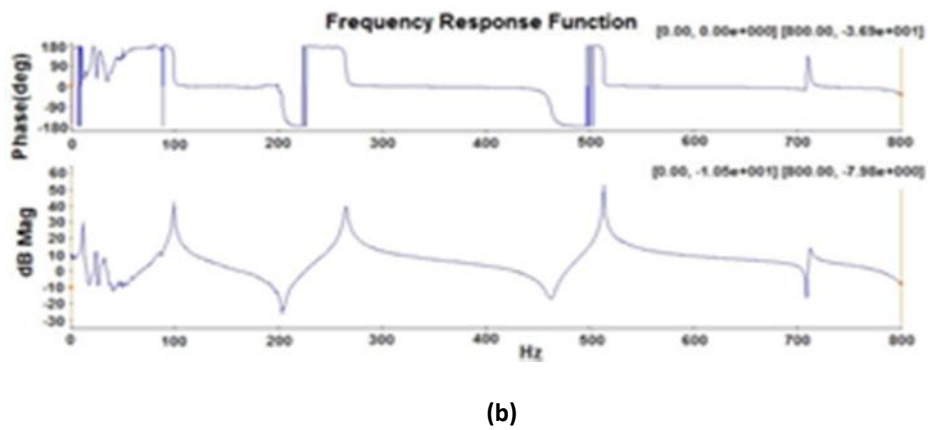 Frequency Response Function
[0.00, 0.00e+000] [800.00, -3.69e+001]
Phase(deg)
180
90
0
-90
-180
0 100 200 300 400 500 600 700 800
[0.00, -1.05e+001] [800.00, -7.98e+000]
dB Mag
60
50
40
30
20
10
0
-10
-20
-30
0 100 200 300 400 500 600 700 800
Hz
(b)